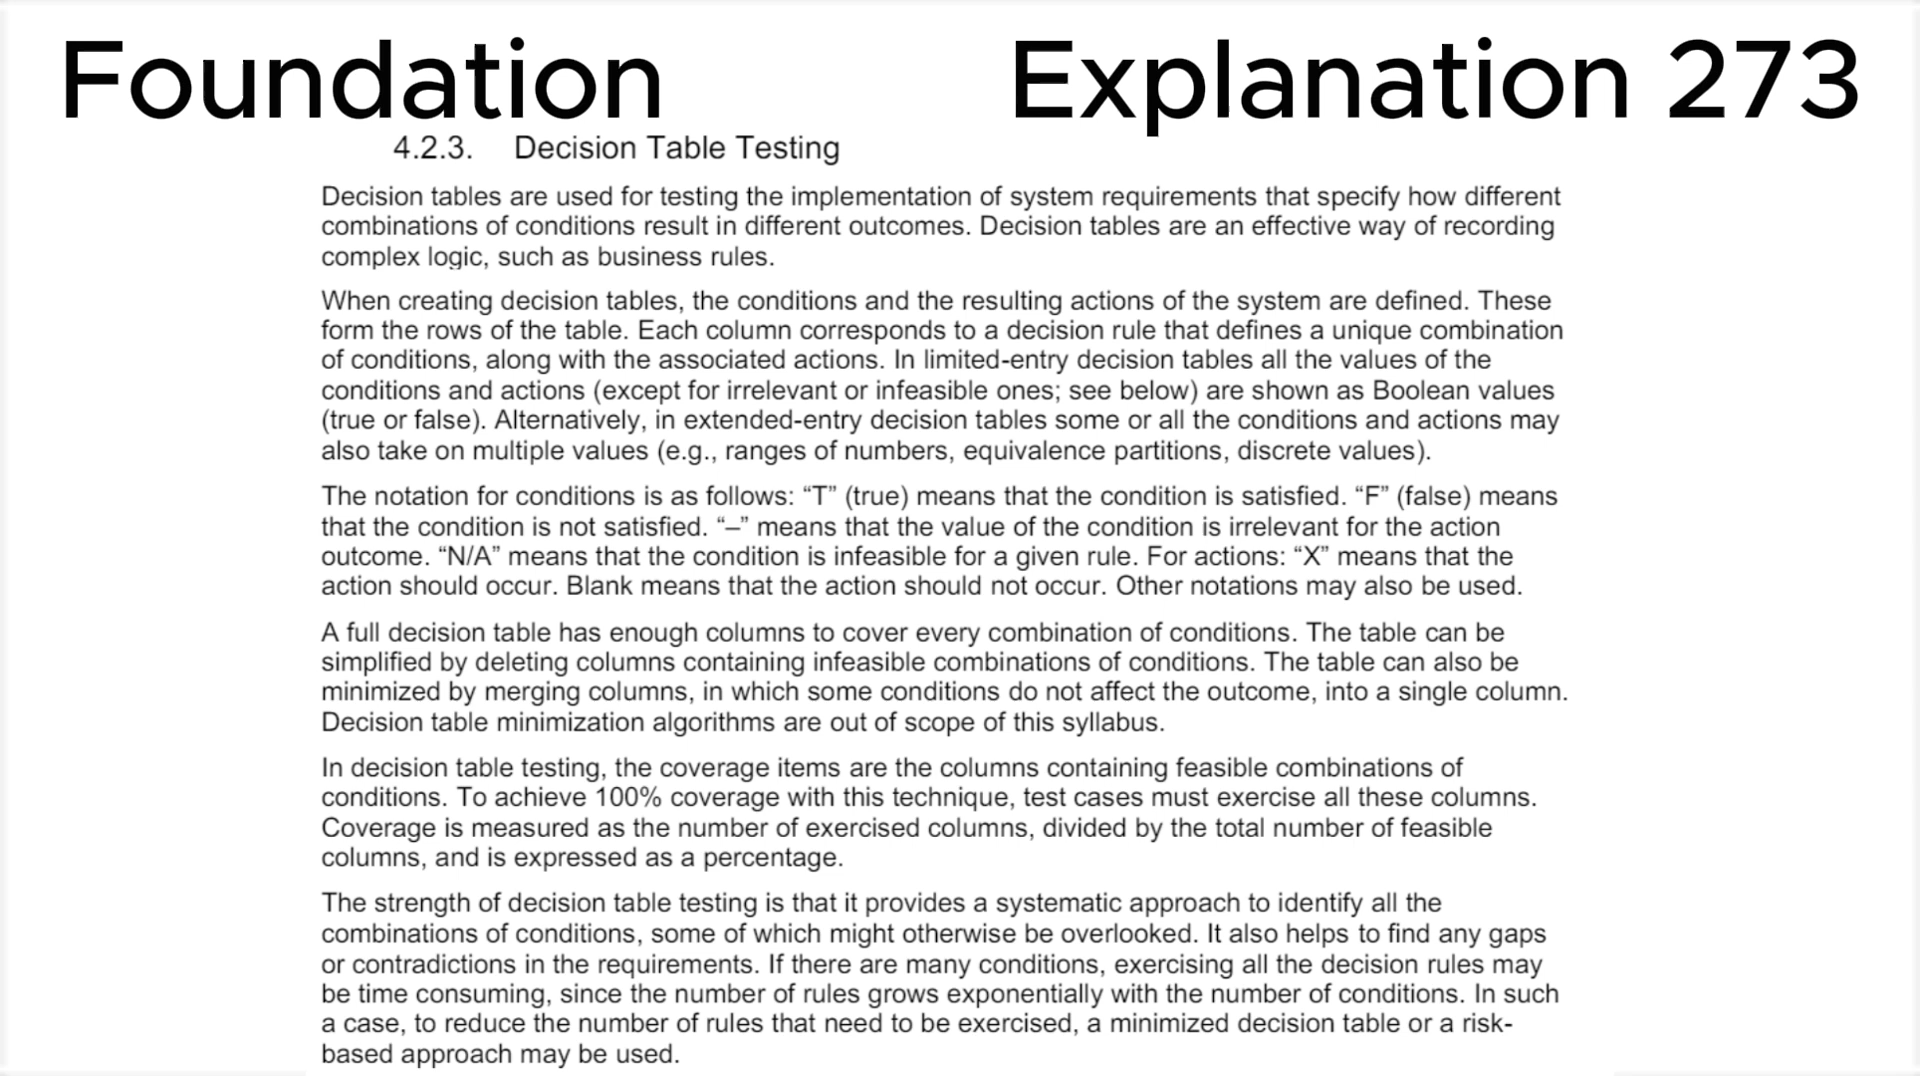 Foundation
Explanation 273
4.2.3. Decision Table Testing
Decision tables are used for testing the implementation of system requirements that specify how different
combinations of conditions result in different outcomes. Decision tables are an effective way of recording
complex logic, such as business rules.
When creating decision tables, the conditions and the resulting actions of the system are defined. These
form the rows of the table. Each column corresponds to a decision rule that defines a unique combination
of conditions, along with the associated actions. In limited-entry decision tables all the values of the
conditions and actions (except for irrelevant or infeasible ones; see below) are shown as Boolean values
(true or false). Alternatively, in extended-entry decision tables some or all the conditions and actions may
also take on multiple values (e.g., ranges of numbers, equivalence partitions, discrete values).
The notation for conditions is as follows: “T” (true) means that the condition is satisfied. “F” (false) means
that the condition is not satisfied. “–” means that the value of the condition is irrelevant for the action
outcome. “N/A” means that the condition is infeasible for a given rule. For actions: “X” means that the
action should occur. Blank means that the action should not occur. Other notations may also be used.
A full decision table has enough columns to cover every combination of conditions. The table can be
simplified by deleting columns containing infeasible combinations of conditions. The table can also be
minimized by merging columns, in which some conditions do not affect the outcome, into a single column.
Decision table minimization algorithms are out of scope of this syllabus.
In decision table testing, the coverage items are the columns containing feasible combinations of
conditions. To achieve 100% coverage with this technique, test cases must exercise all these columns.
Coverage is measured as the number of exercised columns, divided by the total number of feasible
columns, and is expressed as a percentage.
The strength of decision table testing is that it provides a systematic approach to identify all the
combinations of conditions, some of which might otherwise be overlooked. It also helps to find any gaps
or contradictions in the requirements. If there are many conditions, exercising all the decision rules may
be time consuming, since the number of rules grows exponentially with the number of conditions. In such
a case, to reduce the number of rules that need to be exercised, a minimized decision table or a risk-
based approach may be used.